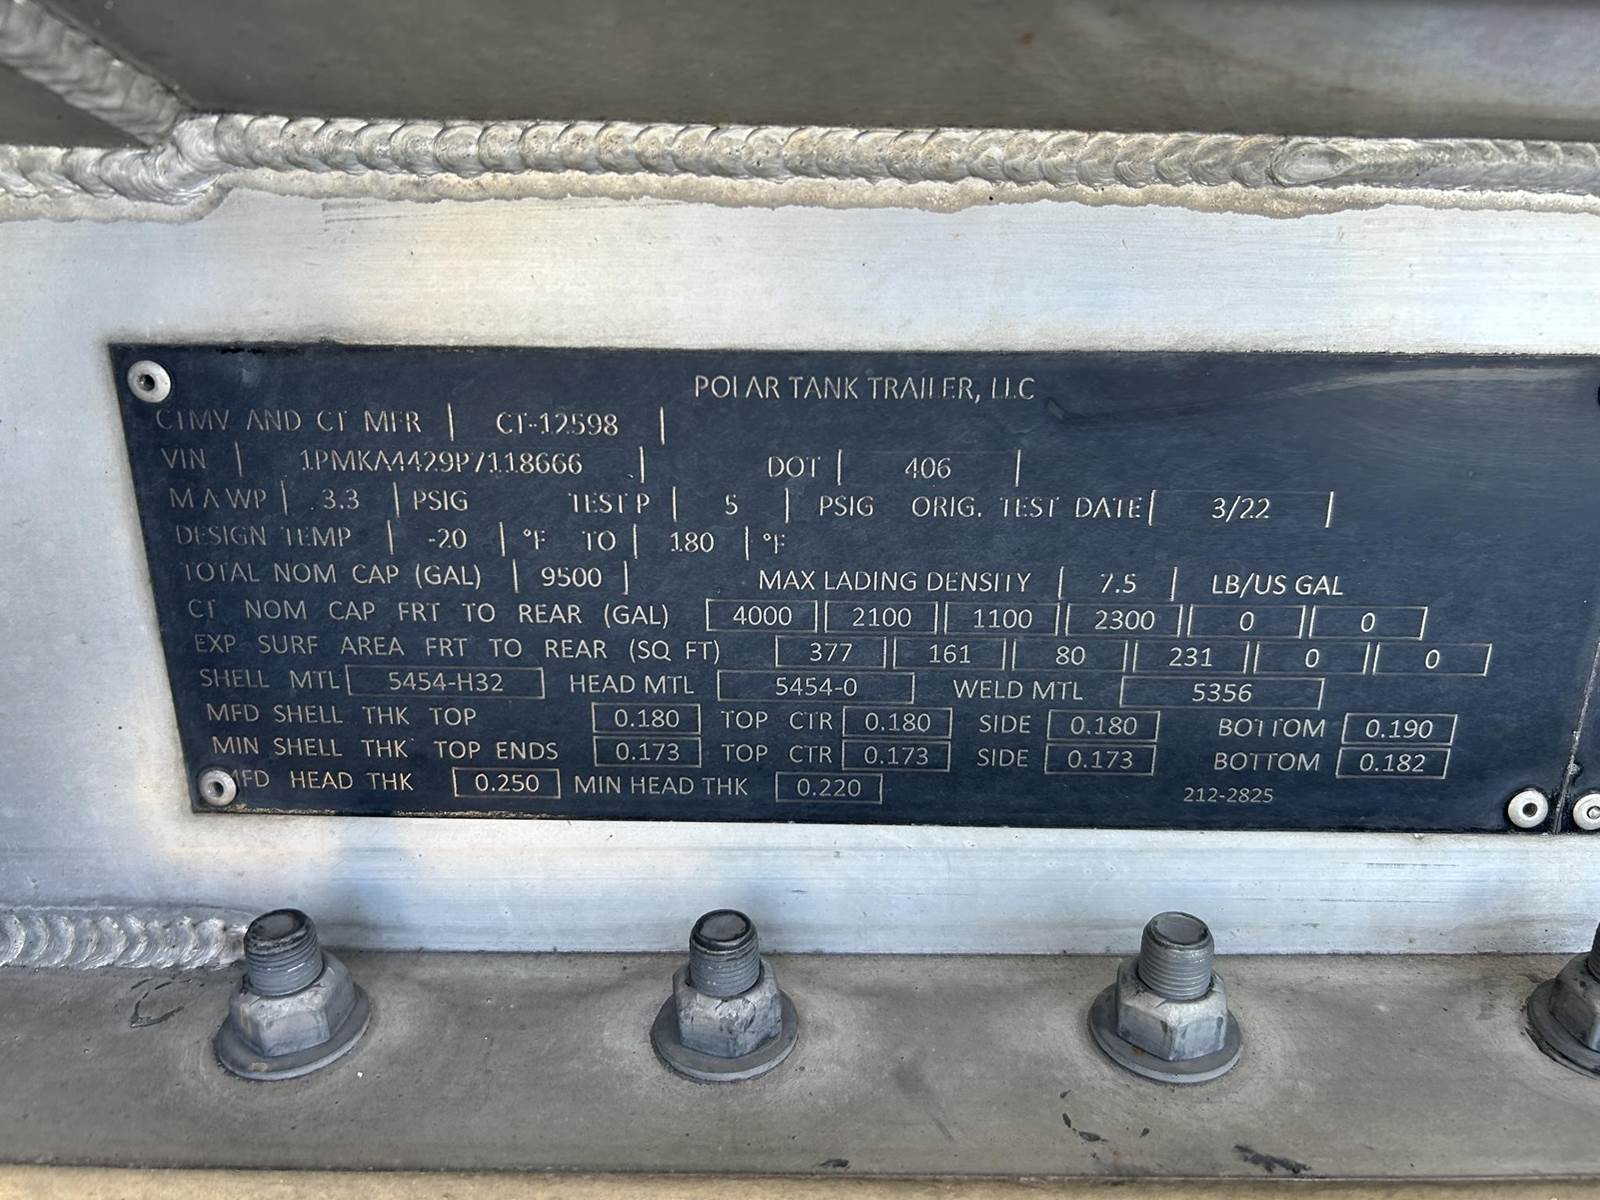 POLAR TANK TRAILER, LLC
CTMV AND CT MFR | CT-12598 |
VIN | 1PMKA4429P7118666 | DOT | 406 |
M A W P | 3.3 | PSIG TEST P | 5 | PSIG ORIG. TEST DATE | 3/22 |
DESIGN TEMP | -20 | °F TO | 180 | °F
TOTAL NOM CAP (GAL) | 9500 | MAX LADING DENSITY | 7.5 | LB/US GAL
CT NOM CAP FRT TO REAR (GAL) 4000 2100 1100 2300 0 0
EXP SURF AREA FRT TO REAR (SQ FT) 377 161 80 231 0 0
SHELL MTL 5454-H32 HEAD MTL 5454-0 WELD MTL 5356
MFD SHELL THK TOP 0.180 TOP CTR 0.180 SIDE 0.180 BOTTOM 0.190
MIN SHELL THK TOP ENDS 0.173 TOP CTR 0.173 SIDE 0.173 BOTTOM 0.182
MFD HEAD THK 0.250 MIN HEAD THK 0.220 212-2825